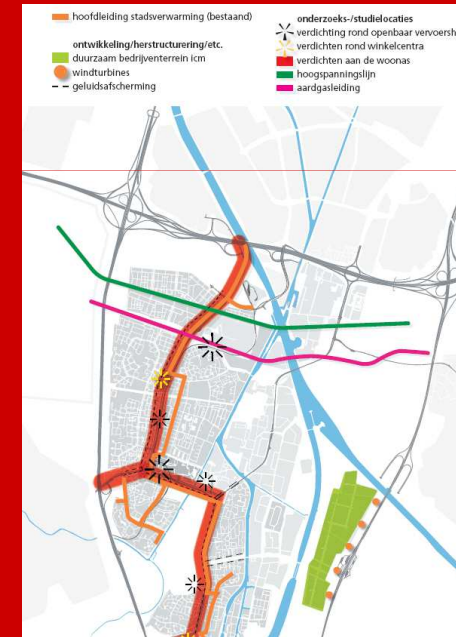 hoofdleiding stadsverwarming (bestaand)
ontwikkeling/herstructurering/etc.
duurzaam bedrijventerrein icm
windturbines
geluidsafscherming
onderzoeks-/studielocaties
verdichting rond openbaar vervoersh
verdichten rond winkelcentra
verdichten aan de woonas
hoogspanningslijn
aardgasleiding